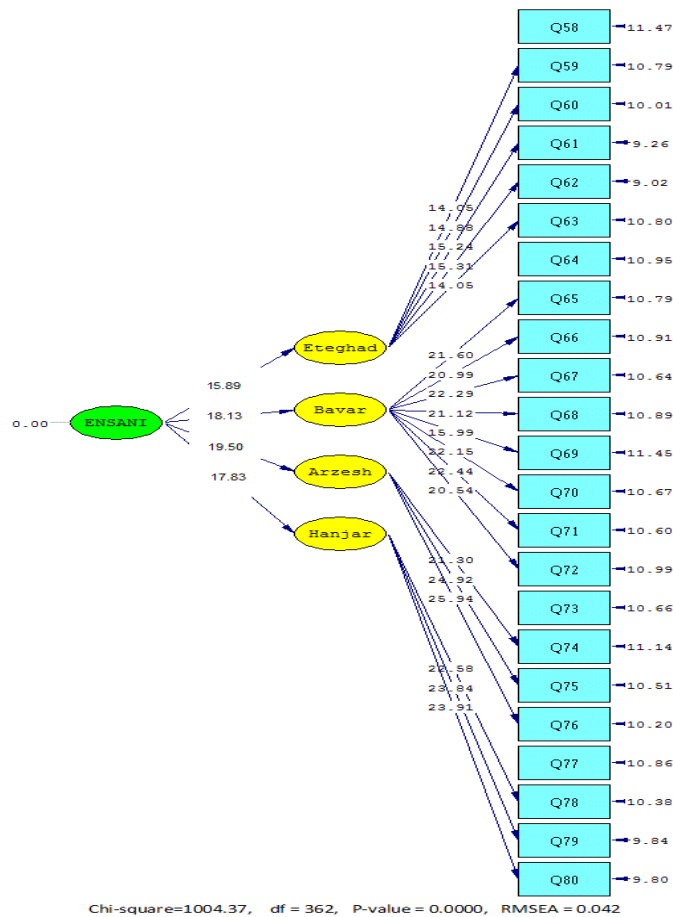 Q58 11.47
Q59 10.79
Q60 10.01
Q61 9.26
Q62 9.02
14.05
Q63 10.80
14.88
15.24
Q64 10.95
15.31
14.05
Q65 10.79
Q66 10.91
Eteghad
21.60
20.99
Q67 10.64
15.89
22.29
Bavar
Q68 10.89
18.13
21.12
0.00 ENSANI
15.99
Q69 11.45
22.15
19.50
Arzesh
22.44
Q70 10.67
17.83
20.54
Q71 10.60
Hanjar
21.30
Q72 10.99
24.92
25.94
Q73 10.66
Q74 11.14
22.58
Q75 10.51
23.84
23.91
Q76 10.20
Q77 10.86
Q78 10.38
Q79 9.84
Q80 9.80
Chi-square=1004.37, df = 362, P-value = 0.0000, RMSEA = 0.042